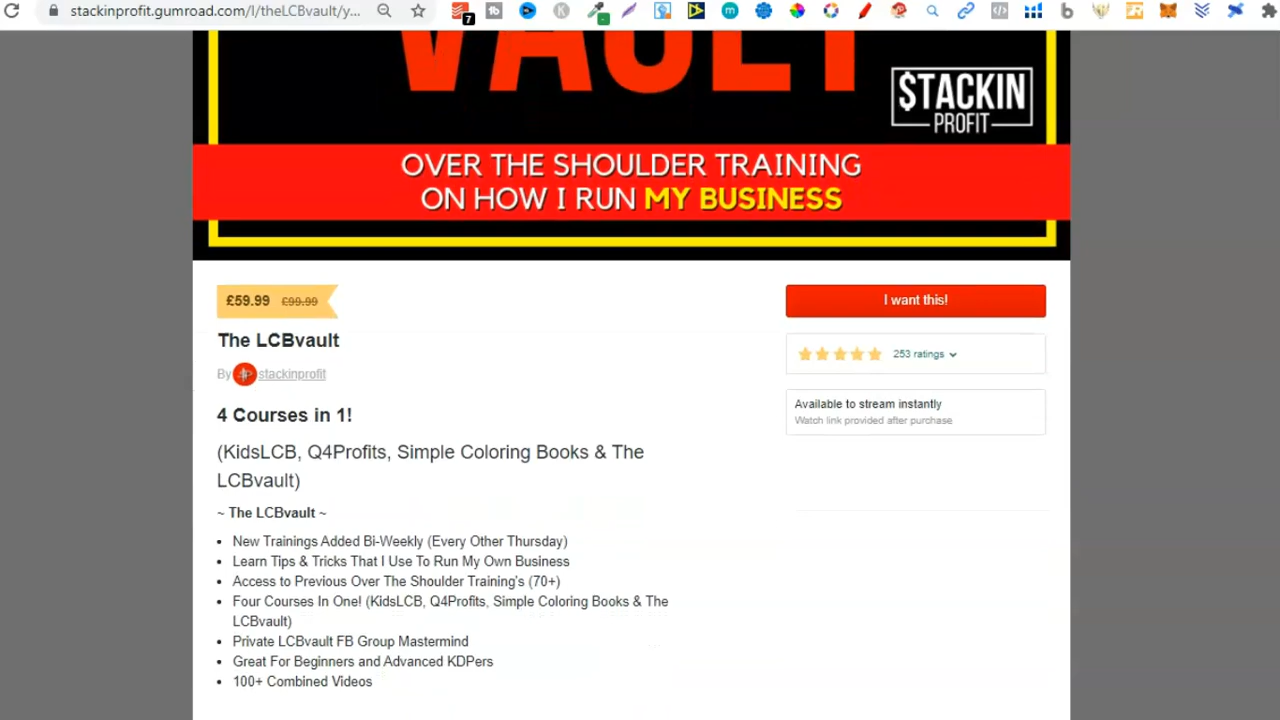 stackinprofit.gumroad.com/l/theLCBvault/y...
7
VAULT
$TACKIN
PROFIT
OVER THE SHOULDER TRAINING
ON HOW I RUN MY BUSINESS
£59.99 £99.99
I want this!
The LCBvault
253 ratings
By stackinprofit
Available to stream instantly
Watch link provided after purchase
4 Courses in 1!
(KidsLCB, Q4Profits, Simple Coloring Books & The
LCBvault)
~ The LCBvault ~
• New Trainings Added Bi-Weekly (Every Other Thursday)
• Learn Tips & Tricks That I Use To Run My Own Business
• Access to Previous Over The Shoulder Training's (70+)
• Four Courses In One! (KidsLCB, Q4Profits, Simple Coloring Books & The
LCBvault)
• Private LCBvault FB Group Mastermind
• Great For Beginners and Advanced KDPers
• 100+ Combined Videos